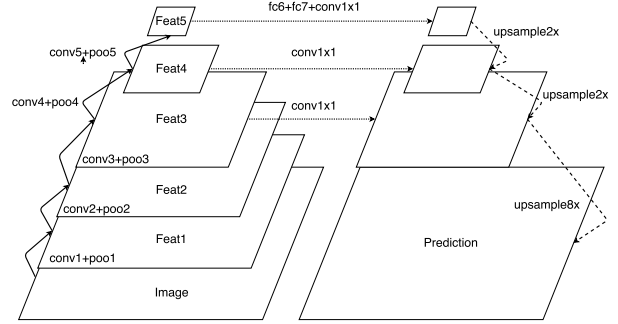 Feat5
fc6+fc7+conv1x1
upsample2x
conv5+poo5
Feat4
conv1x1
upsample2x
conv4+poo4
Feat3
conv1x1
conv3+poo3
Feat2
upsample8x
conv2+poo2
Feat1
Prediction
conv1+poo1
Image